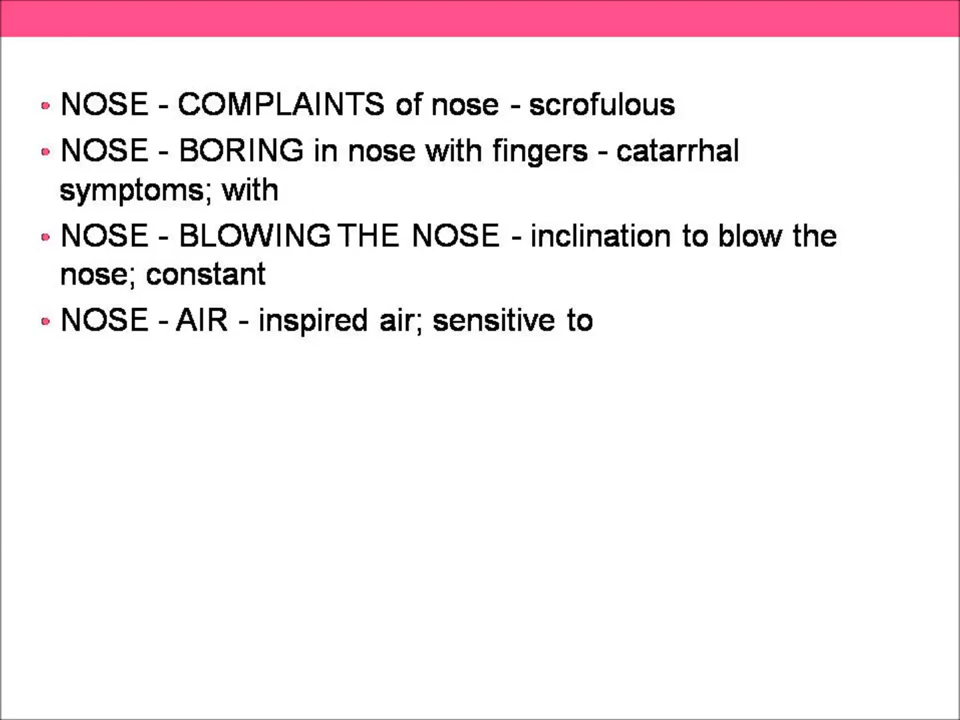 • NOSE - COMPLAINTS of nose - scrofulous
• NOSE - BORING in nose with fingers - catarrhal
symptoms; with
• NOSE - BLOWING THE NOSE - inclination to blow the
nose; constant
• NOSE - AIR - inspired air; sensitive to